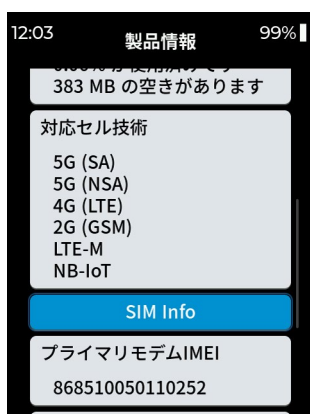 12:03
製品情報
99%
383 MB の空きがあります
対応セル技術
5G (SA)
5G (NSA)
4G (LTE)
2G (GSM)
LTE-M
NB-IoT
SIM Info
プライマリモデムIMEI
868510050110252